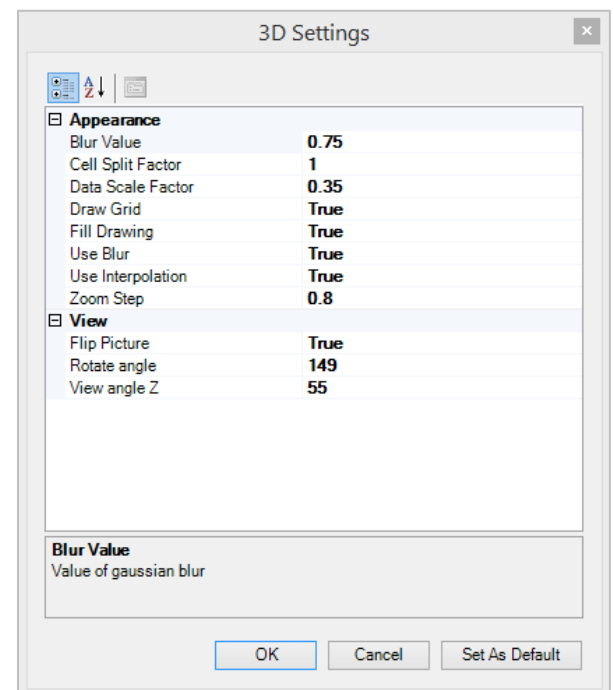 3D Settings
Appearance
Blur Value 0.75
Cell Split Factor 1
Data Scale Factor 0.35
Draw Grid True
Fill Drawing True
Use Blur True
Use Interpolation True
Zoom Step 0.8
View
Flip Picture True
Rotate angle 149
View angle Z 55
Blur Value
Value of gaussian blur
OK Cancel Set As Default